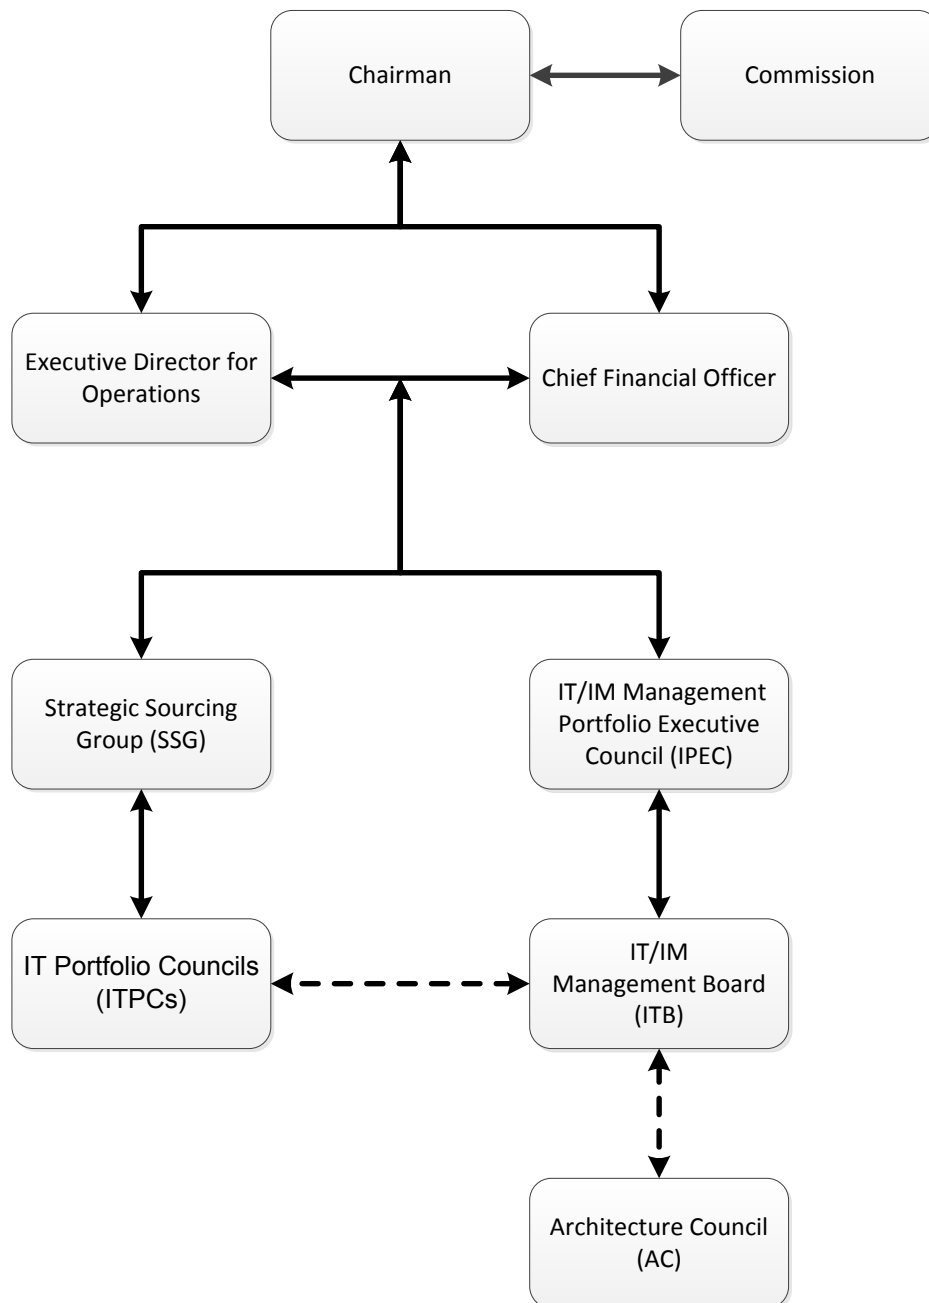 Chairman
Commission
Executive Director for
Operations
Chief Financial Officer
Strategic Sourcing
Group (SSG)
IT/IM Management
Portfolio Executive
Council (IPEC)
IT Portfolio Councils
(ITPCs)
IT/IM
Management Board
(ITB)
Architecture Council
(AC)